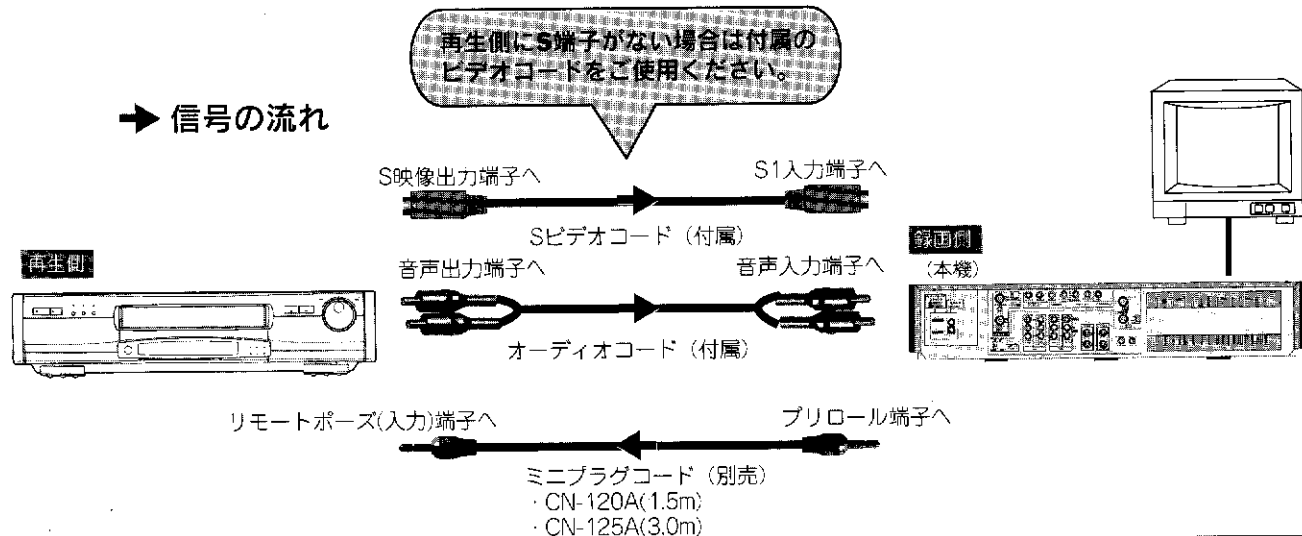 再生側にS端子がない場合は付属の
ビデオコードをご使用ください。
➔ 信号の流れ
S映像出力端子へ
S1入力端子へ
Sビデオコード（付属）
再生側
録画側
（本機）
音声出力端子へ
音声入力端子へ
オーディオコード（付属）
リモートポーズ(入力)端子へ
プリロール端子へ
ミニプラグコード（別売）
・CN-120A(1.5m)
・CN-125A(3.0m)